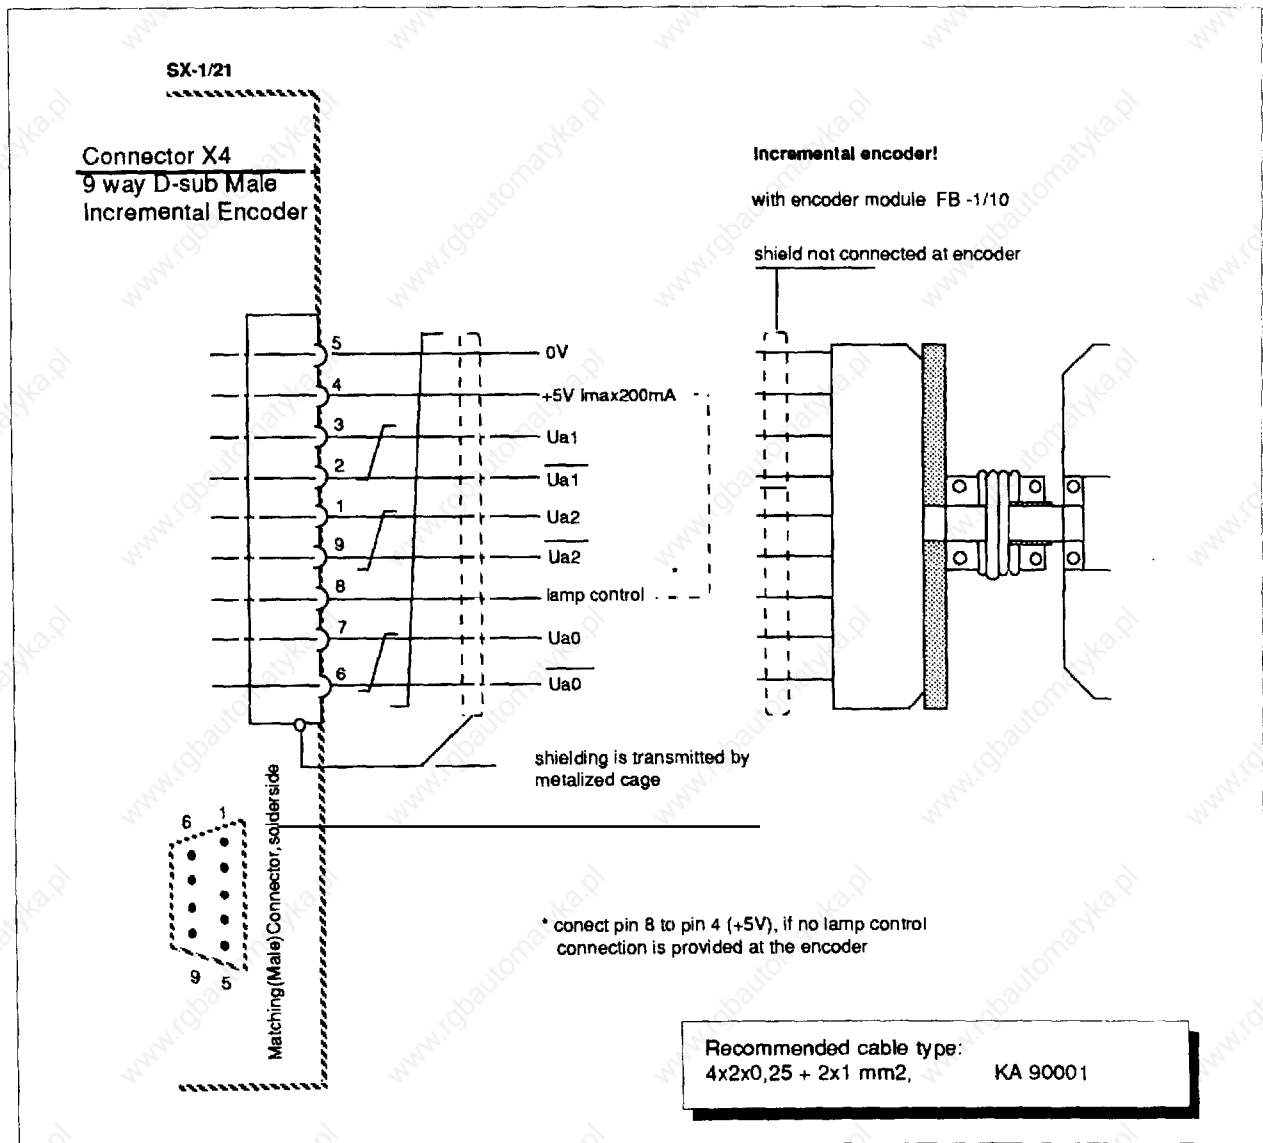 SX-1/21
Connector X4
9 way D-sub Male
Incremental Encoder
Incremental encoder!
with encoder module FB -1/10
shield not connected at encoder
5 0V
4 +5V Imax200mA
3 Ua1
2 Ua1
1 Ua2
9 Ua2
*
8 lamp control
7 Ua0
6 Ua0
shielding is transmitted by
metalized cage
Matching(Male)Connector,solderside
6 1
9 5
* conect pin 8 to pin 4 (+5V), if no lamp control
connection is provided at the encoder
Recommended cable type:
4x2x0,25 + 2x1 mm2, KA 90001
www.rgbautomatyka.pl